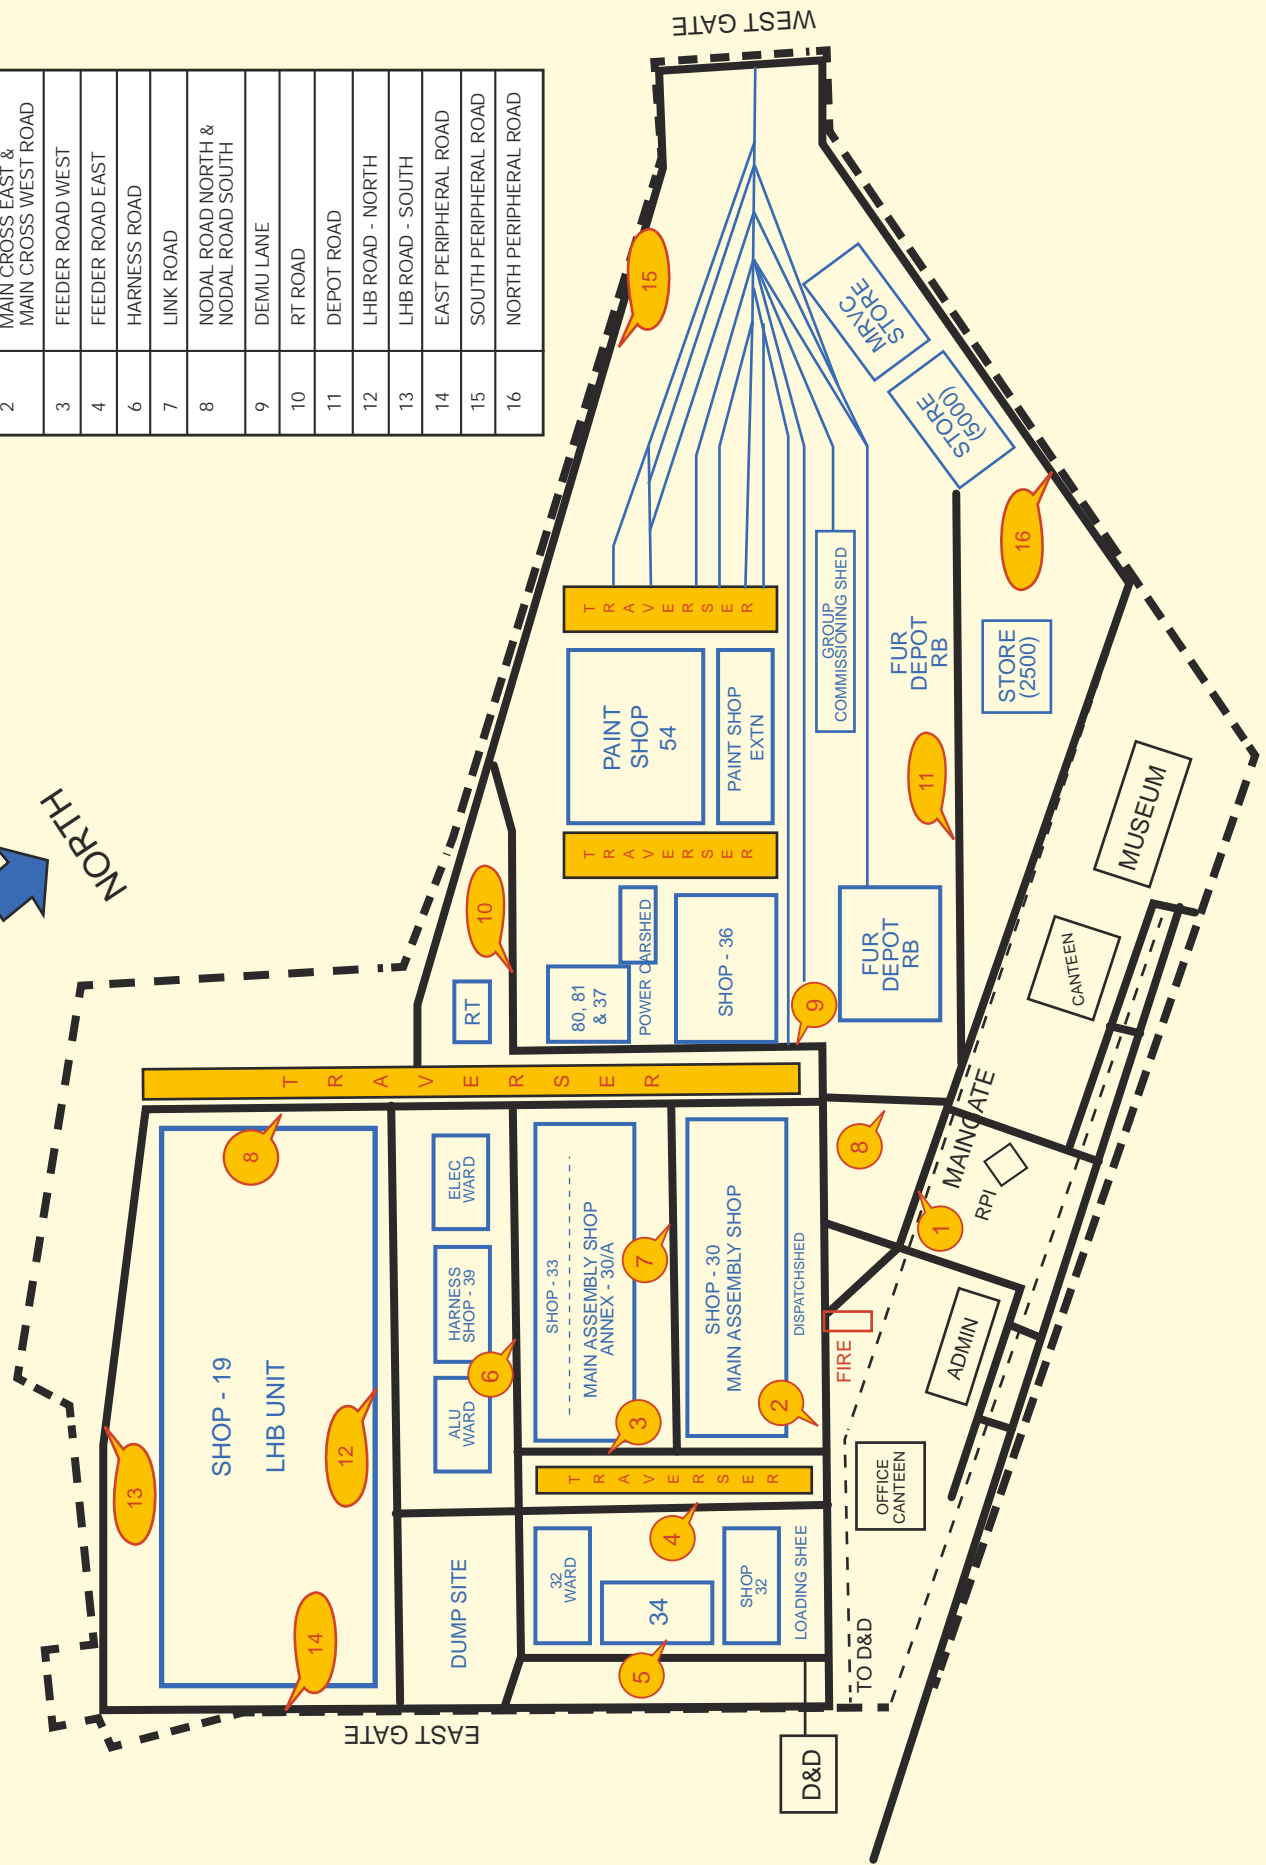 2
MAIN CROSS EAST &
MAIN CROSS WEST ROAD
3
FEEDER ROAD WEST
4
FEEDER ROAD EAST
6
HARNESS ROAD
7
LINK ROAD
8
NODAL ROAD NORTH &
NODAL ROAD SOUTH
9
DEMU LANE
10
RT ROAD
11
DEPOT ROAD
12
LHB ROAD - NORTH
13
LHB ROAD - SOUTH
14
EAST PERIPHERAL ROAD
15
SOUTH PERIPHERAL ROAD
16
NORTH PERIPHERAL ROAD
NORTH
WEST GATE
15
MRVC
STORE
STORE
(5000)
16
TRAVERSER
GROUP
COMMISSIONING SHED
FUR
DEPOT
RB
STORE
(2500)
PAINT
SHOP
54
PAINT SHOP
EXTN
11
MUSEUM
TRAVERSER
10
RT
80, 81
& 37
POWER CARSHED
SHOP - 36
9
FUR
DEPOT
RB
CANTEEN
TRAVERSER
8
8
MAINGATE
RPI
1
SHOP - 19
LHB UNIT
12
13
14
ELEC
WARD
HARNESS
SHOP - 39
ALU
WARD
6
SHOP - 33
MAIN ASSEMBLY SHOP
ANNEX - 30/A
7
3
SHOP - 30
MAIN ASSEMBLY SHOP
2
DISPATCHSHED
FIRE
ADMIN
OFFICE
CANTEEN
TRAVERSER
4
DUMP SITE
32
WARD
34
SHOP
32
LOADING SHEE
5
TO D&D
EAST GATE
D&D